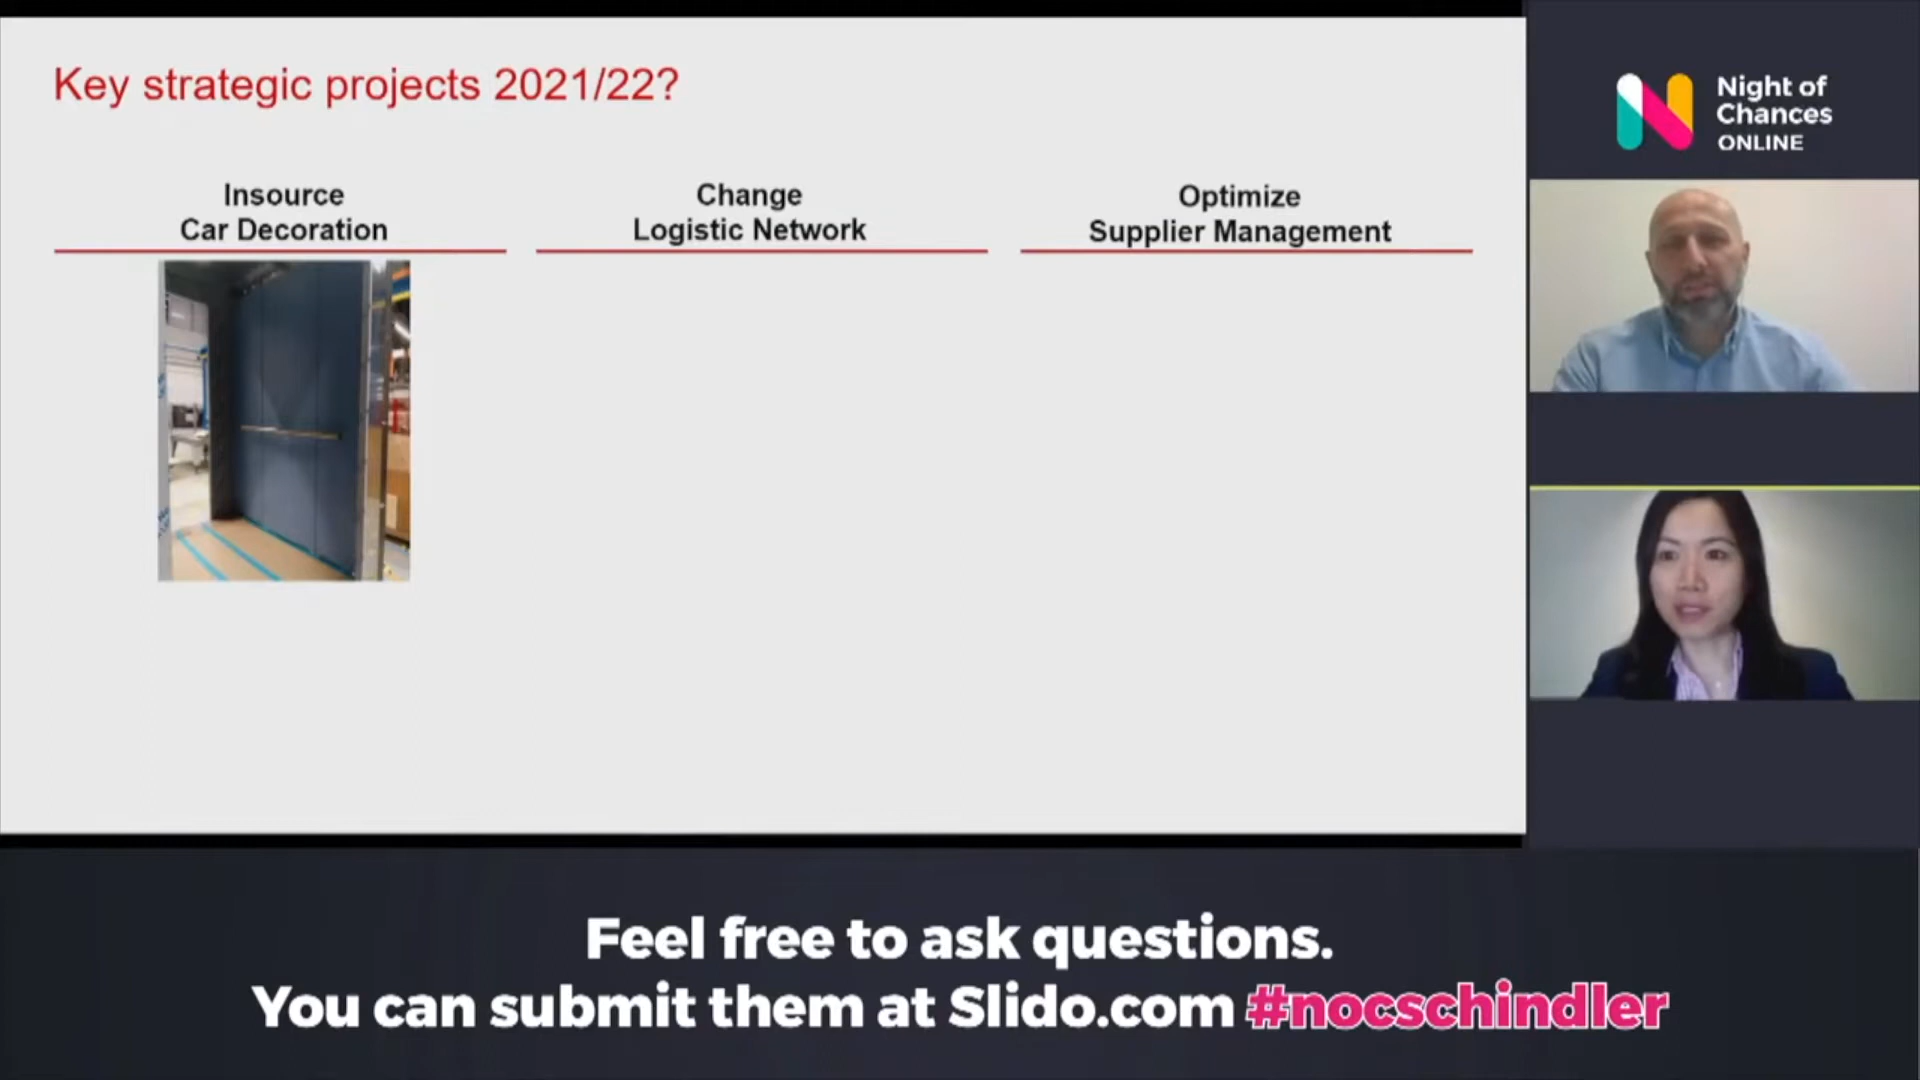 Key strategic projects 2021/22?
Insource
Car Decoration
Change
Logistic Network
Optimize
Supplier Management
Night of
Chances
ONLINE
Feel free to ask questions.
You can submit them at Slido.com #nocschindler